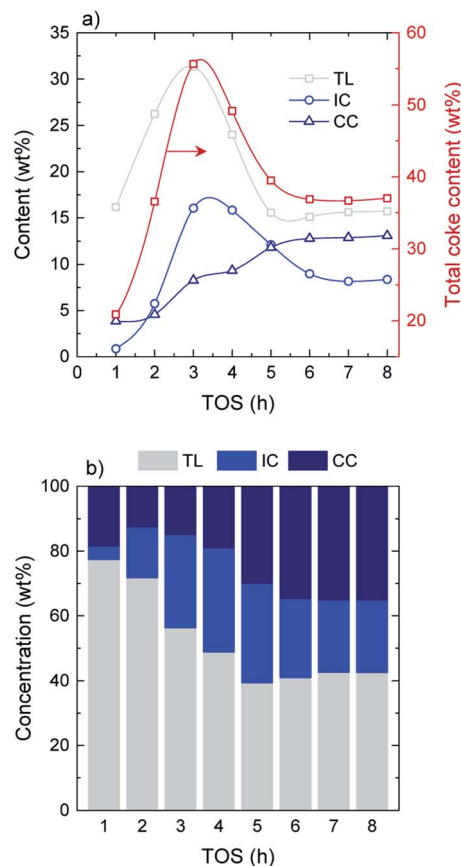 a)
35
30
25
20
15
10
5
0
Content (wt%)
TL
IC
CC
60
50
40
30
20
Total coke content (wt%)
0 1 2 3 4 5 6 7 8
TOS (h)
b)
TL IC CC
100
80
60
40
20
0
Concentration (wt%)
1 2 3 4 5 6 7 8
TOS (h)